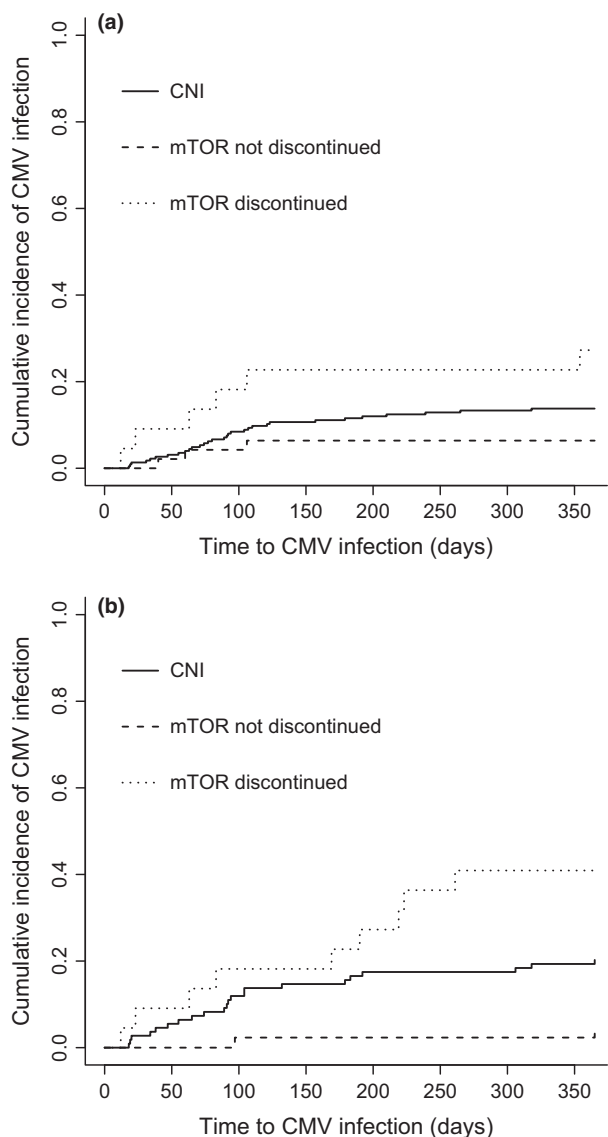 (a)
CNI
mTOR not discontinued
mTOR discontinued
Cumulative incidence of CMV infection
0.0 0.2 0.4 0.6 0.8 1.0
0 50 100 150 200 250 300 350
Time to CMV infection (days)
(b)
CNI
mTOR not discontinued
mTOR discontinued
Cumulative incidence of CMV infection
0.0 0.2 0.4 0.6 0.8 1.0
0 50 100 150 200 250 300 350
Time to CMV infection (days)